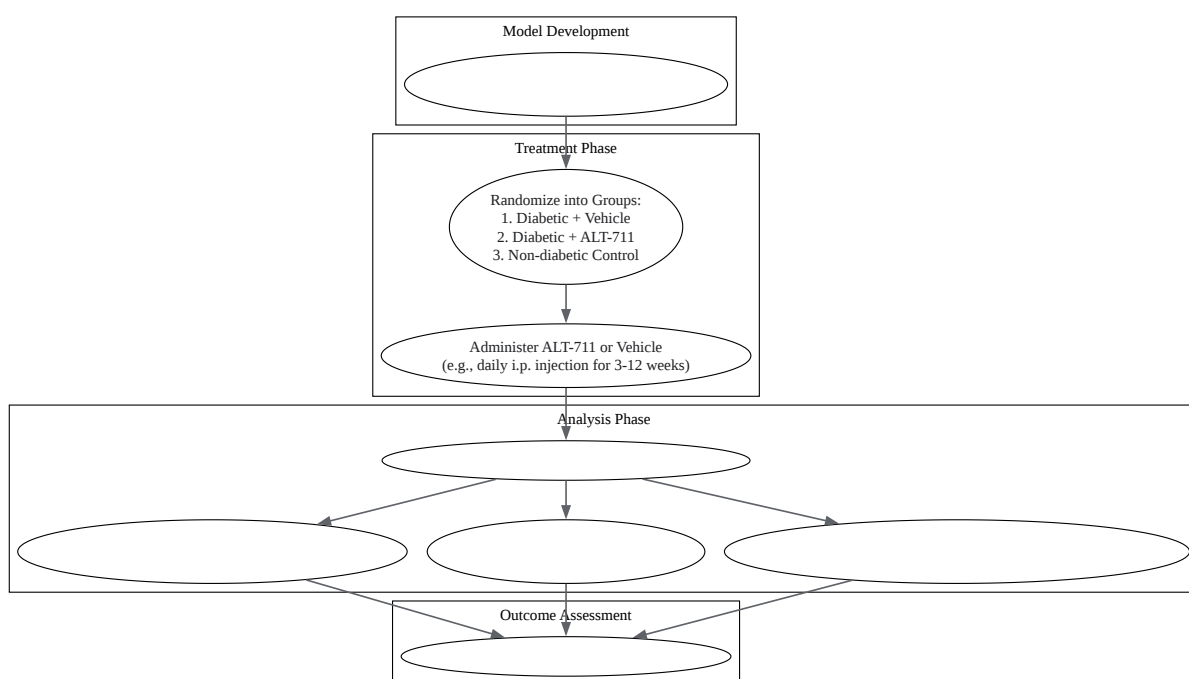 Model Development
Treatment Phase
Randomize into Groups:
1. Diabetic + Vehicle
2. Diabetic + ALT-711
3. Non-diabetic Control
Administer ALT-711 or Vehicle
(e.g., daily i.p. injection for 3-12 weeks)
Analysis Phase
Outcome Assessment